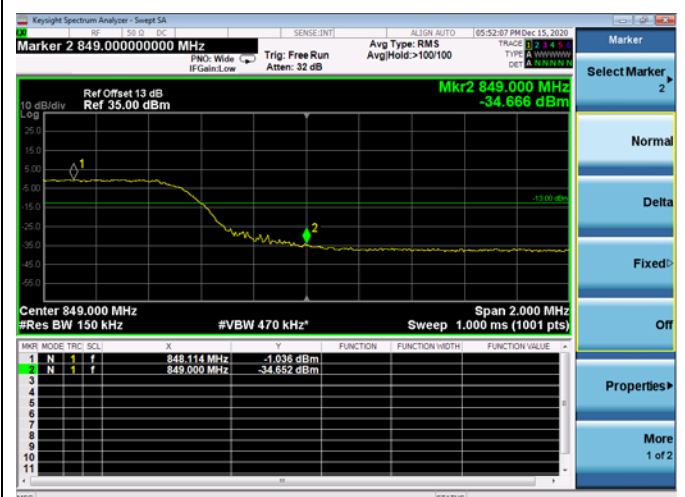 Keysight Spectrum Analyzer - Swept SA
RF 50 Ω DC SENSE:INT ALIGN AUTO 05:52:07 PM Dec 15, 2020
Marker 2 849.000000000 MHz
PNO: Wide
IFGain:Low
Trig: Free Run
Atten: 32 dB
Avg Type: RMS
Avg|Hold:>100/100
TRACE 1 2 3 4 5 6
TYPE A WWWWW
DET A N N N N N
Mkr2 849.000 MHz
-34.666 dBm
Ref Offset 13 dB
10 dB/div Ref 35.00 dBm
Log
25.0
15.0
5.00
-5.00
-15.0
-25.0
-35.0
-45.0
-55.0
1
2
-13.00 dBm
Center 849.000 MHz Span 2.000 MHz
#Res BW 150 kHz #VBW 470 kHz* Sweep 1.000 ms (1001 pts)
MKR MODE TRC SCL X Y FUNCTION FUNCTION WIDTH FUNCTION VALUE
1 N 1 f 848.114 MHz -1.036 dBm
2 N 1 f 849.000 MHz -34.652 dBm
3
4
5
6
7
8
9
10
11
MSG STATUS
Marker
Select Marker
2
Normal
Delta
Fixed
Off
Properties
More
1 of 2